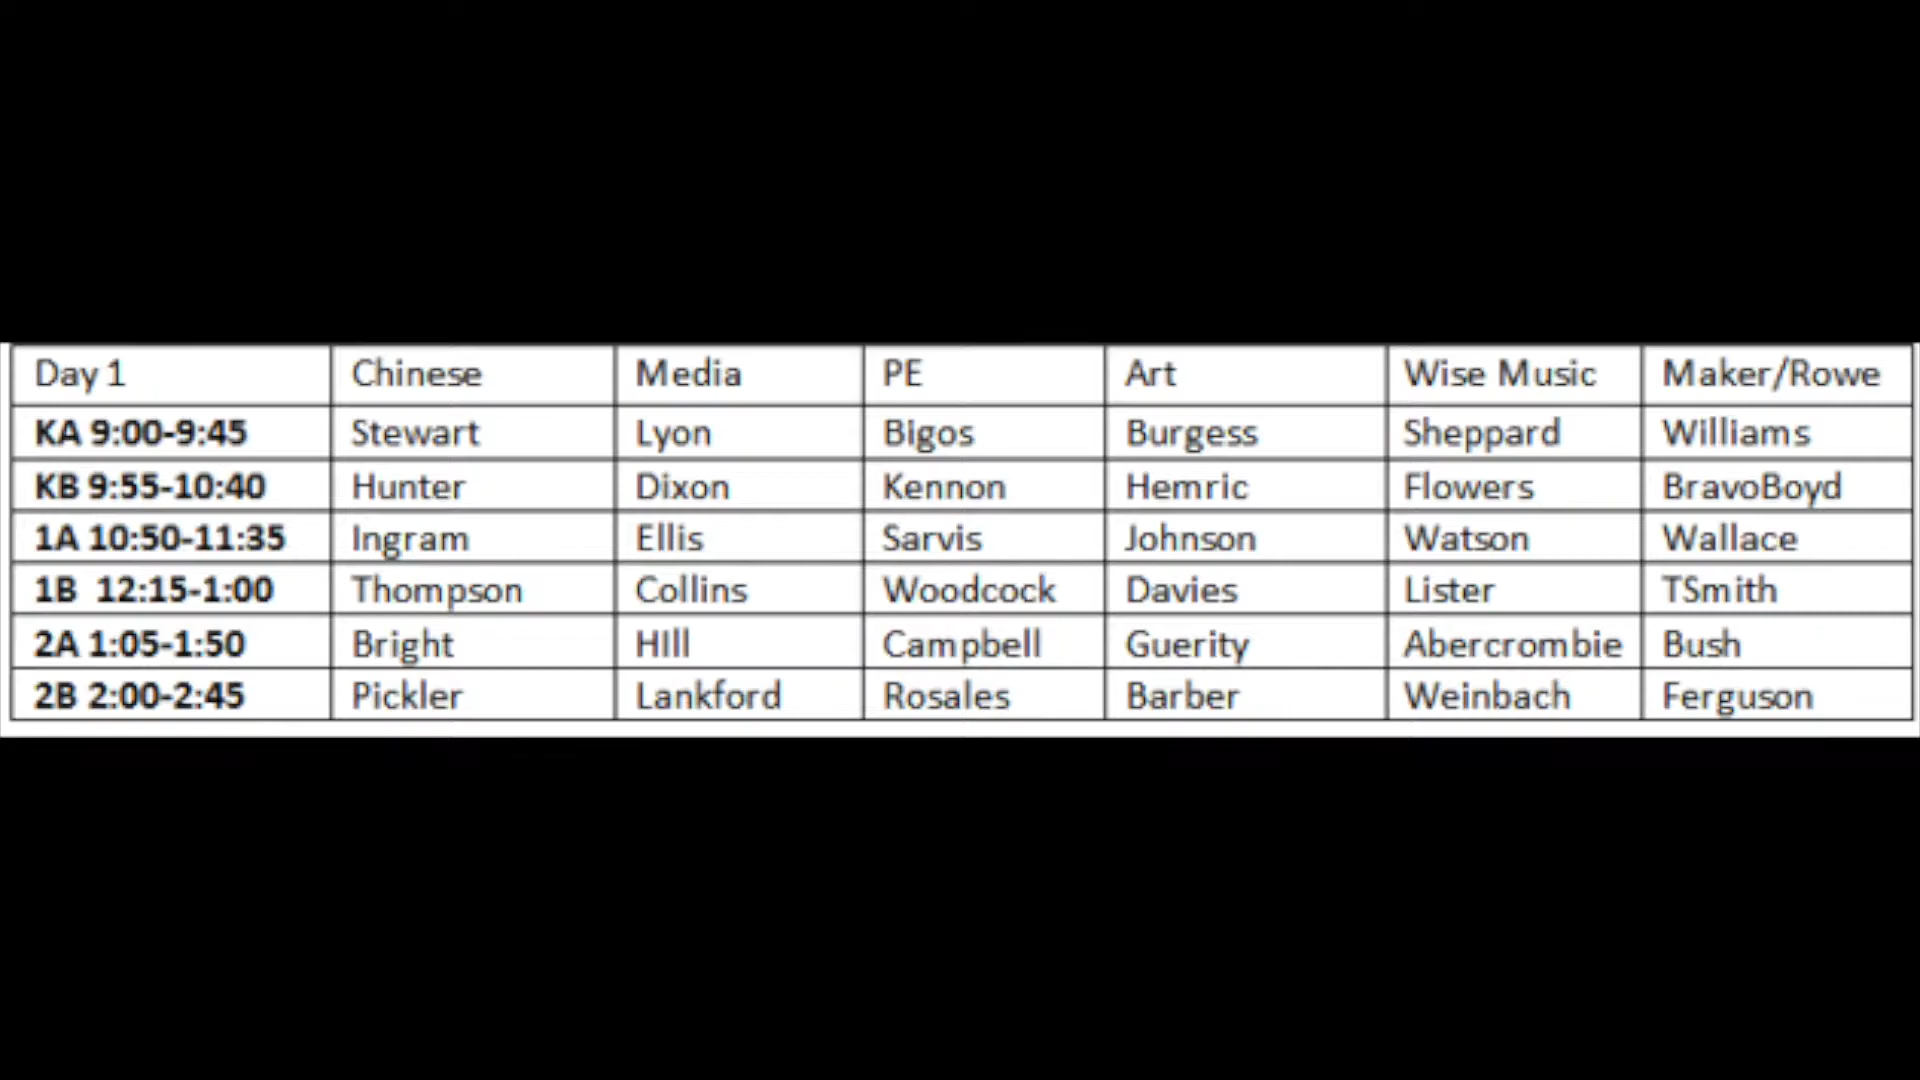 Day 1 Chinese Media PE Art Wise Music Maker/Rowe
KA 9:00-9:45 Stewart Lyon Bigos Burgess Sheppard Williams
KB 9:55-10:40 Hunter Dixon Kennon Hemric Flowers BravoBoyd
1A 10:50-11:35 Ingram Ellis Sarvis Johnson Watson Wallace
1B 12:15-1:00 Thompson Collins Woodcock Davies Lister TSmith
2A 1:05-1:50 Bright HIll Campbell Guerity Abercrombie Bush
2B 2:00-2:45 Pickler Lankford Rosales Barber Weinbach Ferguson